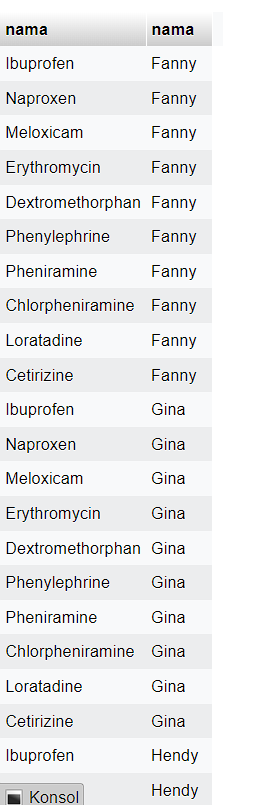 nama nama
Ibuprofen Fanny
Naproxen Fanny
Meloxicam Fanny
Erythromycin Fanny
Dextromethorphan Fanny
Phenylephrine Fanny
Pheniramine Fanny
Chlorpheniramine Fanny
Loratadine Fanny
Cetirizine Fanny
Ibuprofen Gina
Naproxen Gina
Meloxicam Gina
Erythromycin Gina
Dextromethorphan Gina
Phenylephrine Gina
Pheniramine Gina
Chlorpheniramine Gina
Loratadine Gina
Cetirizine Gina
Ibuprofen Hendy
Hendy
Konsol